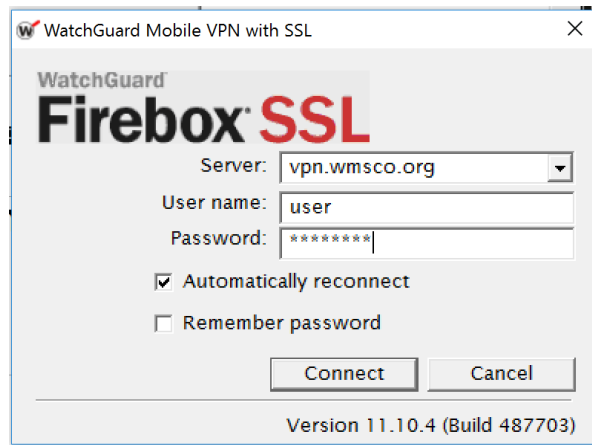 WatchGuard Mobile VPN with SSL
WatchGuard
Firebox SSL
Server: vpn.wmsco.org
User name: user
Password: ********
Automatically reconnect
Remember password
Connect Cancel
Version 11.10.4 (Build 487703)